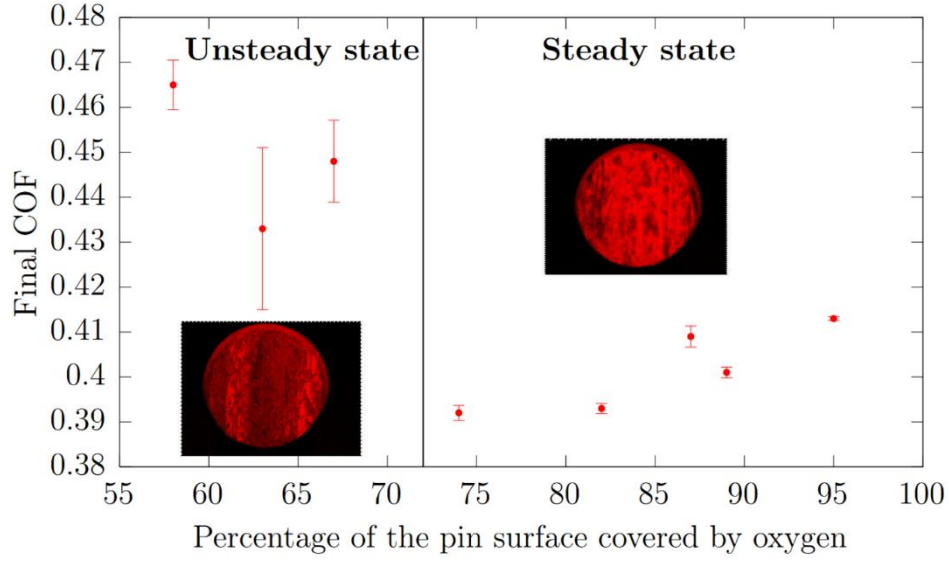 Unsteady state
Steady state
Final COF
0.48
0.47
0.46
0.45
0.44
0.43
0.42
0.41
0.4
0.39
0.38
55 60 65 70 75 80 85 90 95 100
Percentage of the pin surface covered by oxygen